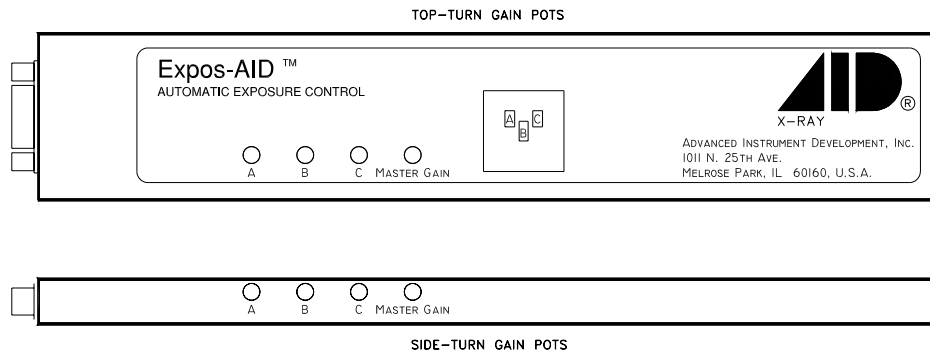 TOP-TURN GAIN POTS
Expos-AID ™
AUTOMATIC EXPOSURE CONTROL
A B C MASTER GAIN
A C
B
AID ®
X-RAY
ADVANCED INSTRUMENT DEVELOPMENT, INC.
1011 N. 25TH AVE.
MELROSE PARK, IL 60160, U.S.A.
A B C MASTER GAIN
SIDE-TURN GAIN POTS